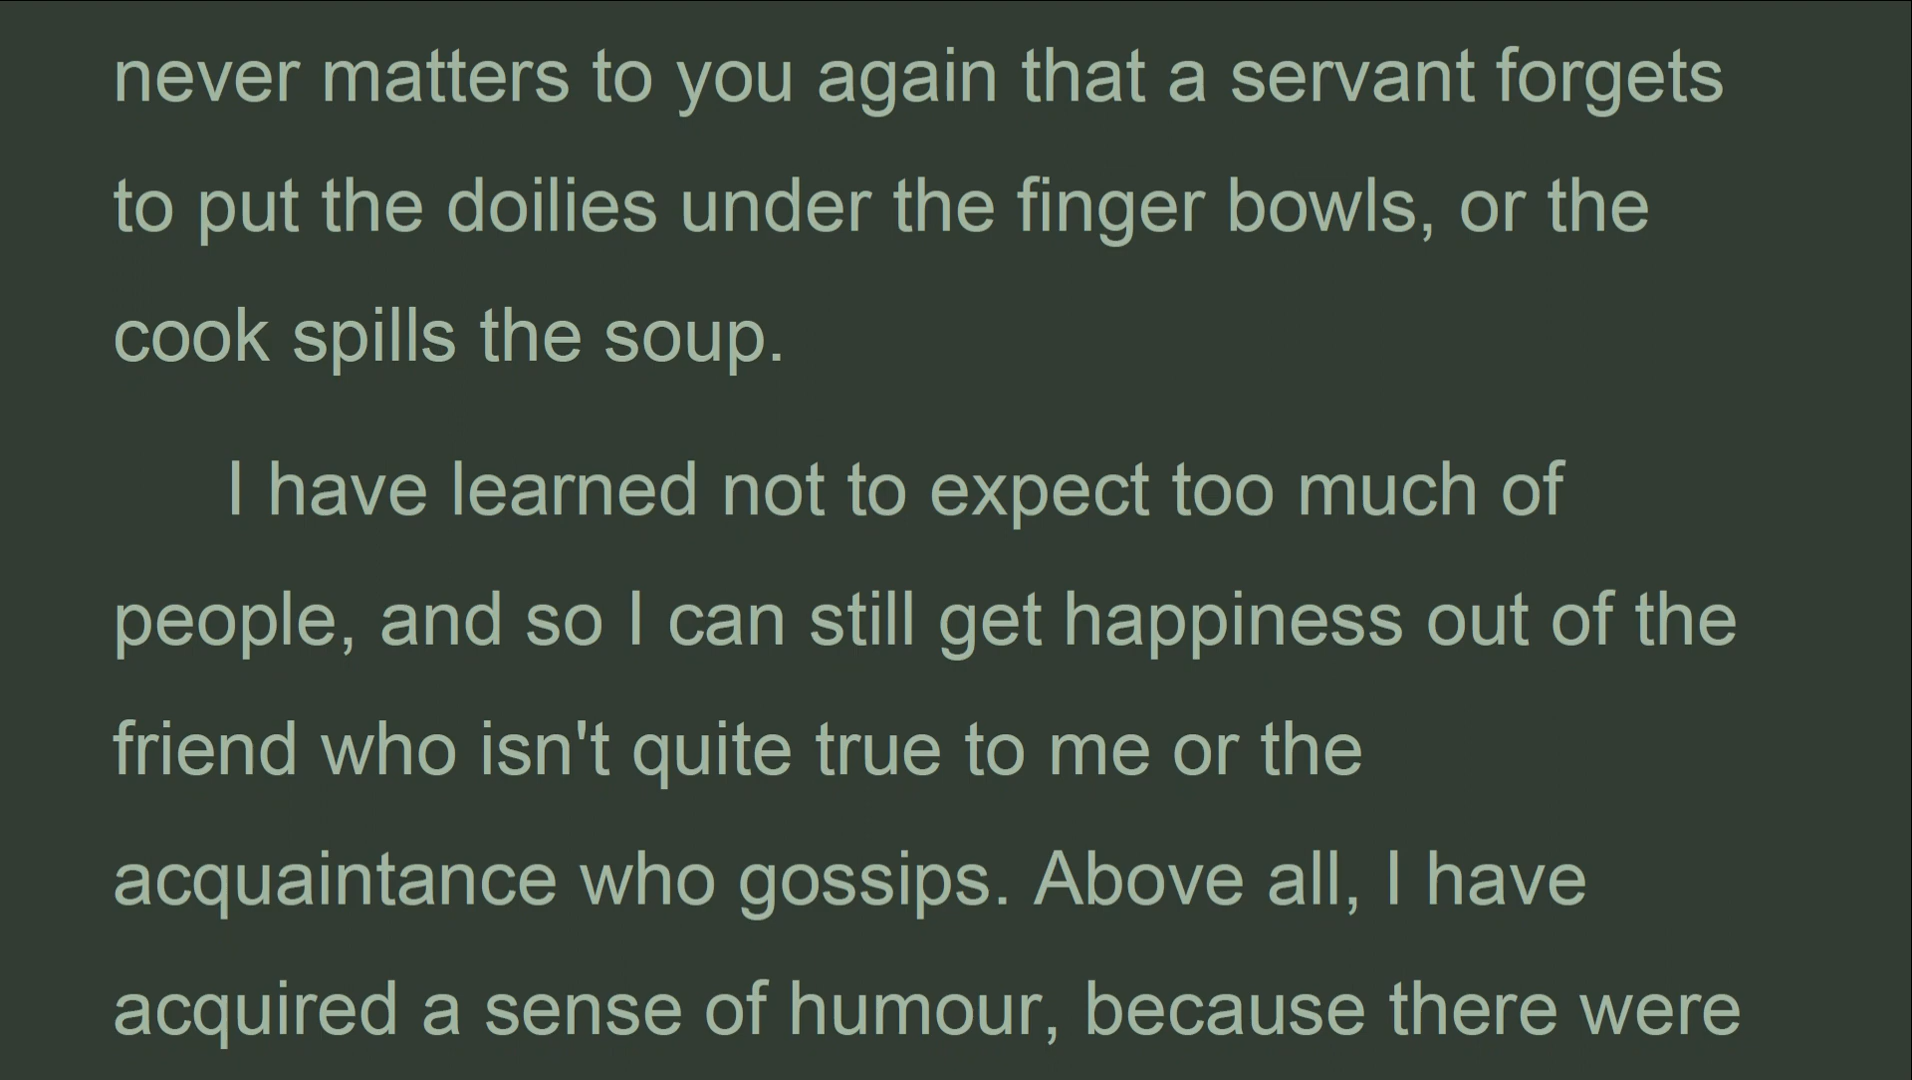 never matters to you again that a servant forgets
to put the doilies under the finger bowls, or the
cook spills the soup.
I have learned not to expect too much of
people, and so I can still get happiness out of the
friend who isn't quite true to me or the
acquaintance who gossips. Above all, I have
acquired a sense of humour, because there were